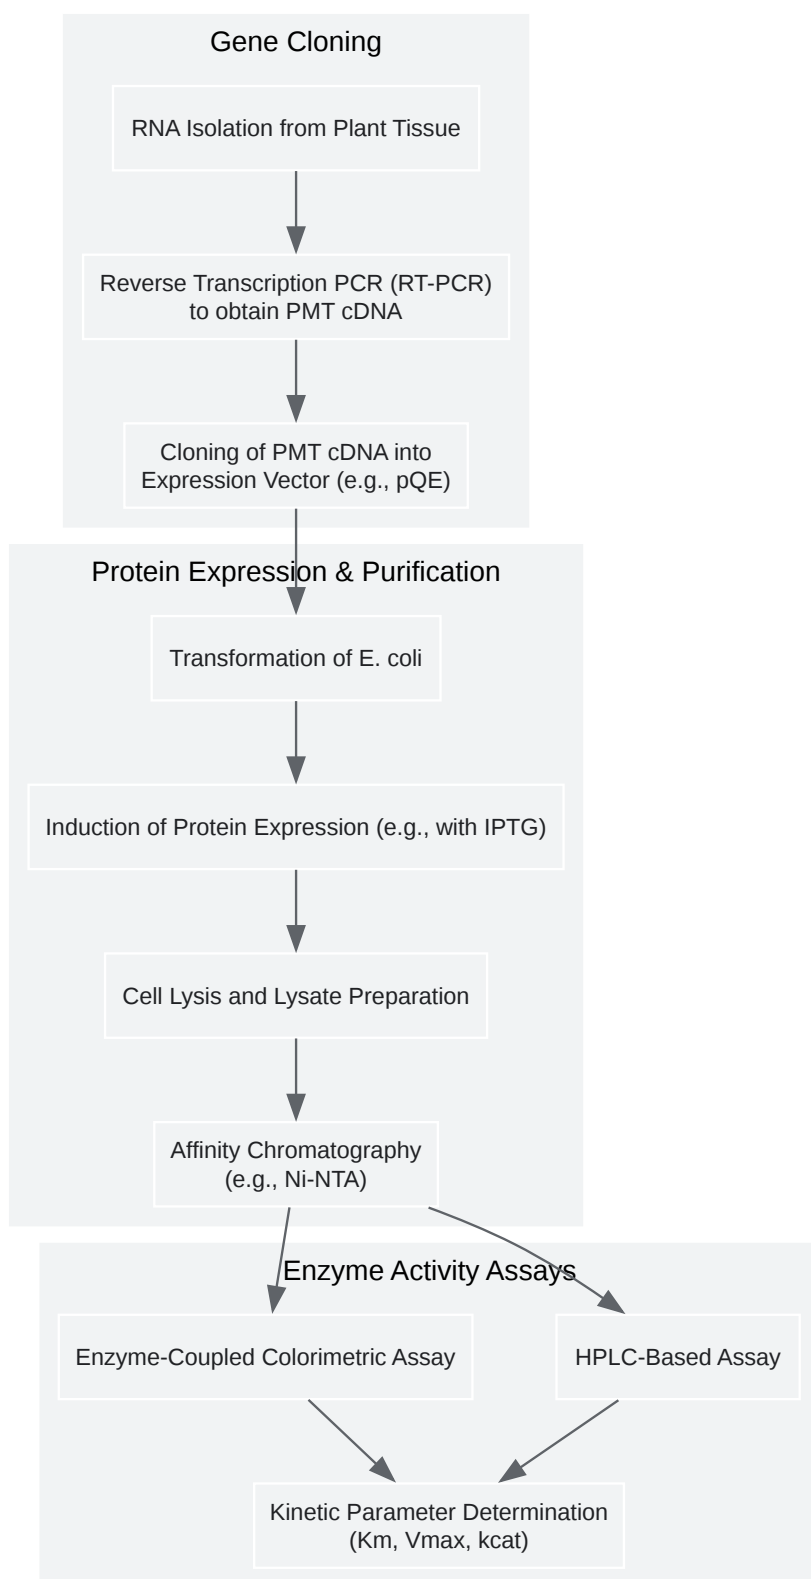 Gene Cloning
RNA Isolation from Plant Tissue
Reverse Transcription PCR (RT-PCR)
to obtain PMT cDNA
Cloning of PMT cDNA into
Expression Vector (e.g., pQE)
Protein Expression & Purification
Transformation of E. coli
Induction of Protein Expression (e.g., with IPTG)
Cell Lysis and Lysate Preparation
Affinity Chromatography
(e.g., Ni-NTA)
Enzyme Activity Assays
Enzyme-Coupled Colorimetric Assay
HPLC-Based Assay
Kinetic Parameter Determination
(Km, Vmax, kcat)